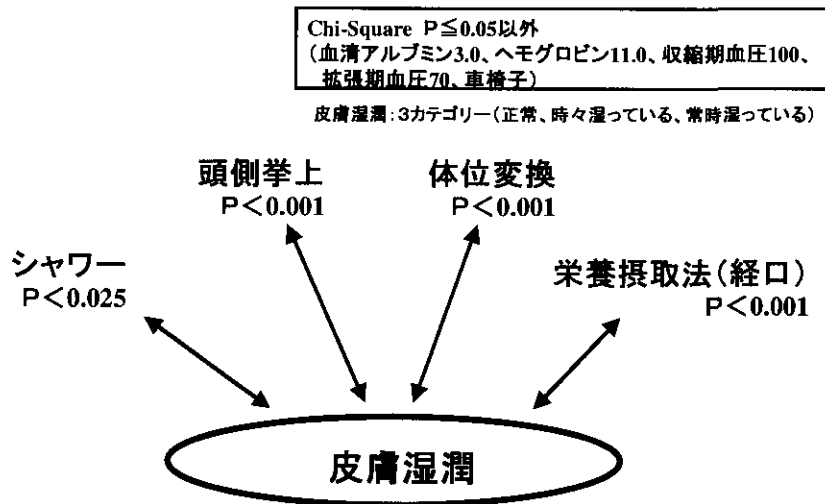 Chi-Square P≦0.05以外
（血清アルブミン3.0、ヘモグロビン11.0、収縮期血圧100、
拡張期血圧70、車椅子）
皮膚湿潤：3カテゴリー（正常、時々湿っている、常時湿っている）
頭側挙上
P＜0.001
体位変換
P＜0.001
シャワー
P＜0.025
栄養摂取法（経口）
P＜0.001
皮膚湿潤